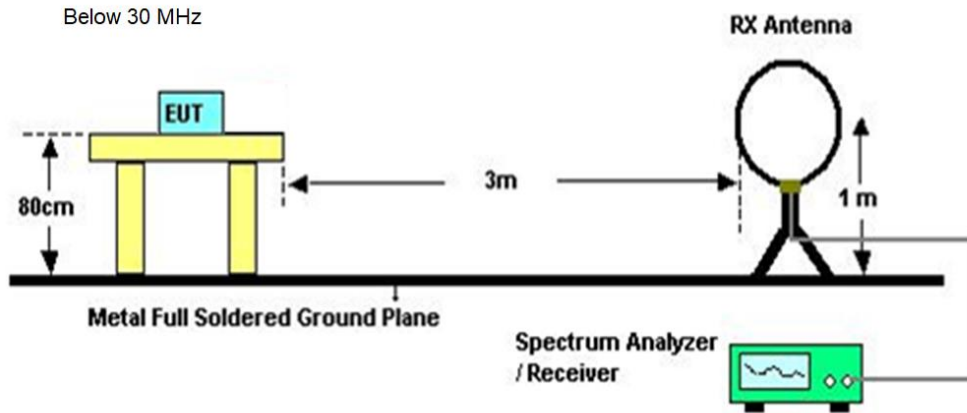 Below 30 MHz
RX Antenna
EUT
3m
80cm
1 m
Metal Full Soldered Ground Plane
Spectrum Analyzer
/ Receiver